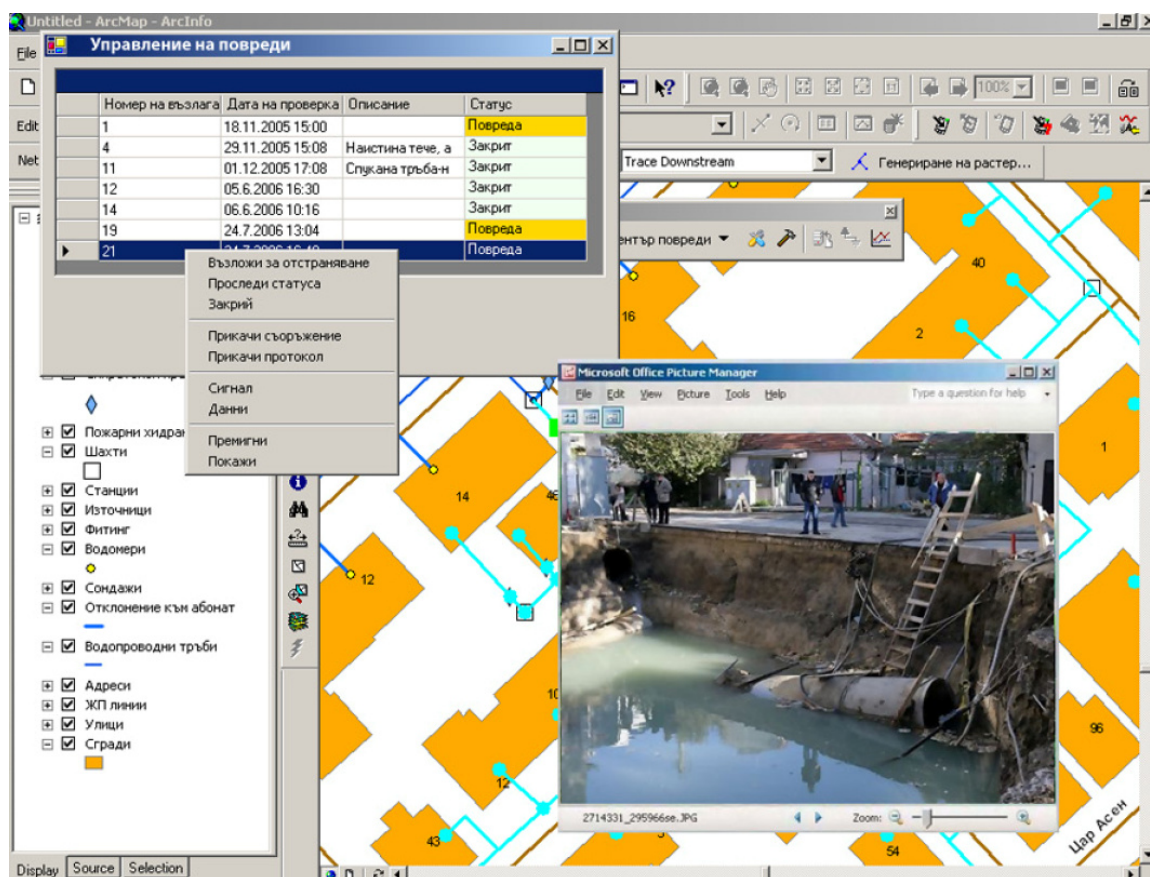 Untitled - ArcMap - ArcInfo
File
Управление на повреди
Номер на възлага Дата на проверка Описание Статус
1 18.11.2005 15:00 Повреда
4 29.11.2005 15:08 Наистина тече, а Закрит
11 01.12.2005 17:08 Спукана тръба-н Закрит
12 05.6.2006 16:30 Закрит
14 06.6.2006 10:16 Закрит
19 24.7.2006 13:04 Повреда
21 Повреда
100%
Edit
Net
Trace Downstream
Генериране на растер...
ентър повреди
Възложи за отстраняване
Проследи статуса
Закрий
Прикачи съоръжение
Прикачи протокол
Сигнал
Данни
Премигни
Покажи
Пожарни хидран
Шахти
Станции
Източници
Фитинг
Водомери
Сондажи
Отклонение към абонат
Водопроводни тръби
Адреси
ЖП линии
Улици
Сгради
Display Source Selection
40
2
16
1
14
46
12
10
12
43
54
96
Цар Асен
Microsoft Office Picture Manager
File Edit View Picture Tools Help
Type a question for help
2714331_295966se.JPG
Zoom: